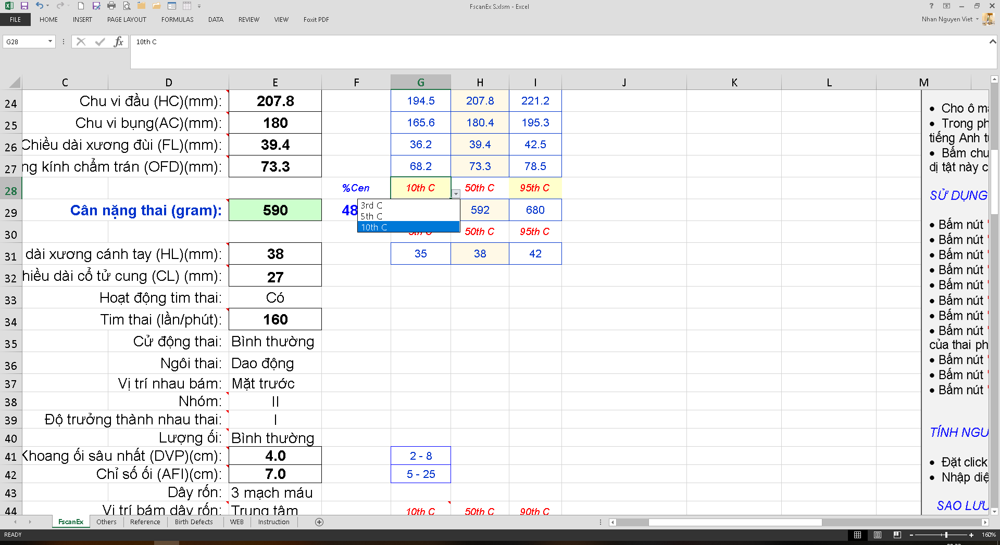 FscanEx S.xlsm - Excel
?
FILE HOME INSERT PAGE LAYOUT FORMULAS DATA REVIEW VIEW Foxit PDF
Nhan Nguyen Viet
G28 fx 10th C
C D E F G H I J K L M
24 Chu vi đầu (HC)(mm): 207.8 194.5 207.8 221.2
25 Chu vi bụng(AC)(mm): 180 165.6 180.4 195.3
26 Chiều dài xương đùi (FL)(mm): 39.4 36.2 39.4 42.5
27 ng kính chẩm trán (OFD)(mm): 73.3 68.2 73.3 78.5
28 %Cen 10th C 50th C 95th C
29 Cân nặng thai (gram): 590 48 592 680
3rd C
5th C
10th C
30 50th C 95th C
31 dài xương cánh tay (HL)(mm): 38 35 38 42
32 hiều dài cổ tử cung (CL) (mm): 27
33 Hoạt động tim thai: Có
34 Tim thai (lần/phút): 160
35 Cử động thai: Bình thường
36 Ngôi thai: Dao động
37 Vị trí nhau bám: Mặt trước
38 Nhóm: II
39 Độ trưởng thành nhau thai: I
40 Lượng ối: Bình thường
41 Khoang ối sâu nhất (DVP)(cm): 4.0 2 - 8
42 Chỉ số ối (AFI)(cm): 7.0 5 - 25
43 Dây rốn: 3 mạch máu
44 Vị trí bám dây rốn: Trung tâm 10th C 50th C 90th C
• Cho ô
• Trong ph
tiếng Anh
• Bấm chu
dị tật này c
SỬ DỤNG
• Bấm nút
• Bấm nút
• Bấm nút
• Bấm nút
• Bấm nút
• Bấm nút
• Bấm nút
• Bấm nút
của thai ph
• Bấm nút
• Bấm nút
• Bấm nút
TÍNH NGU
• Đặt click
• Nhập diệ
SAO LƯU
FscanEx Others Reference Birth Defects WEB Instruction
READY
160%